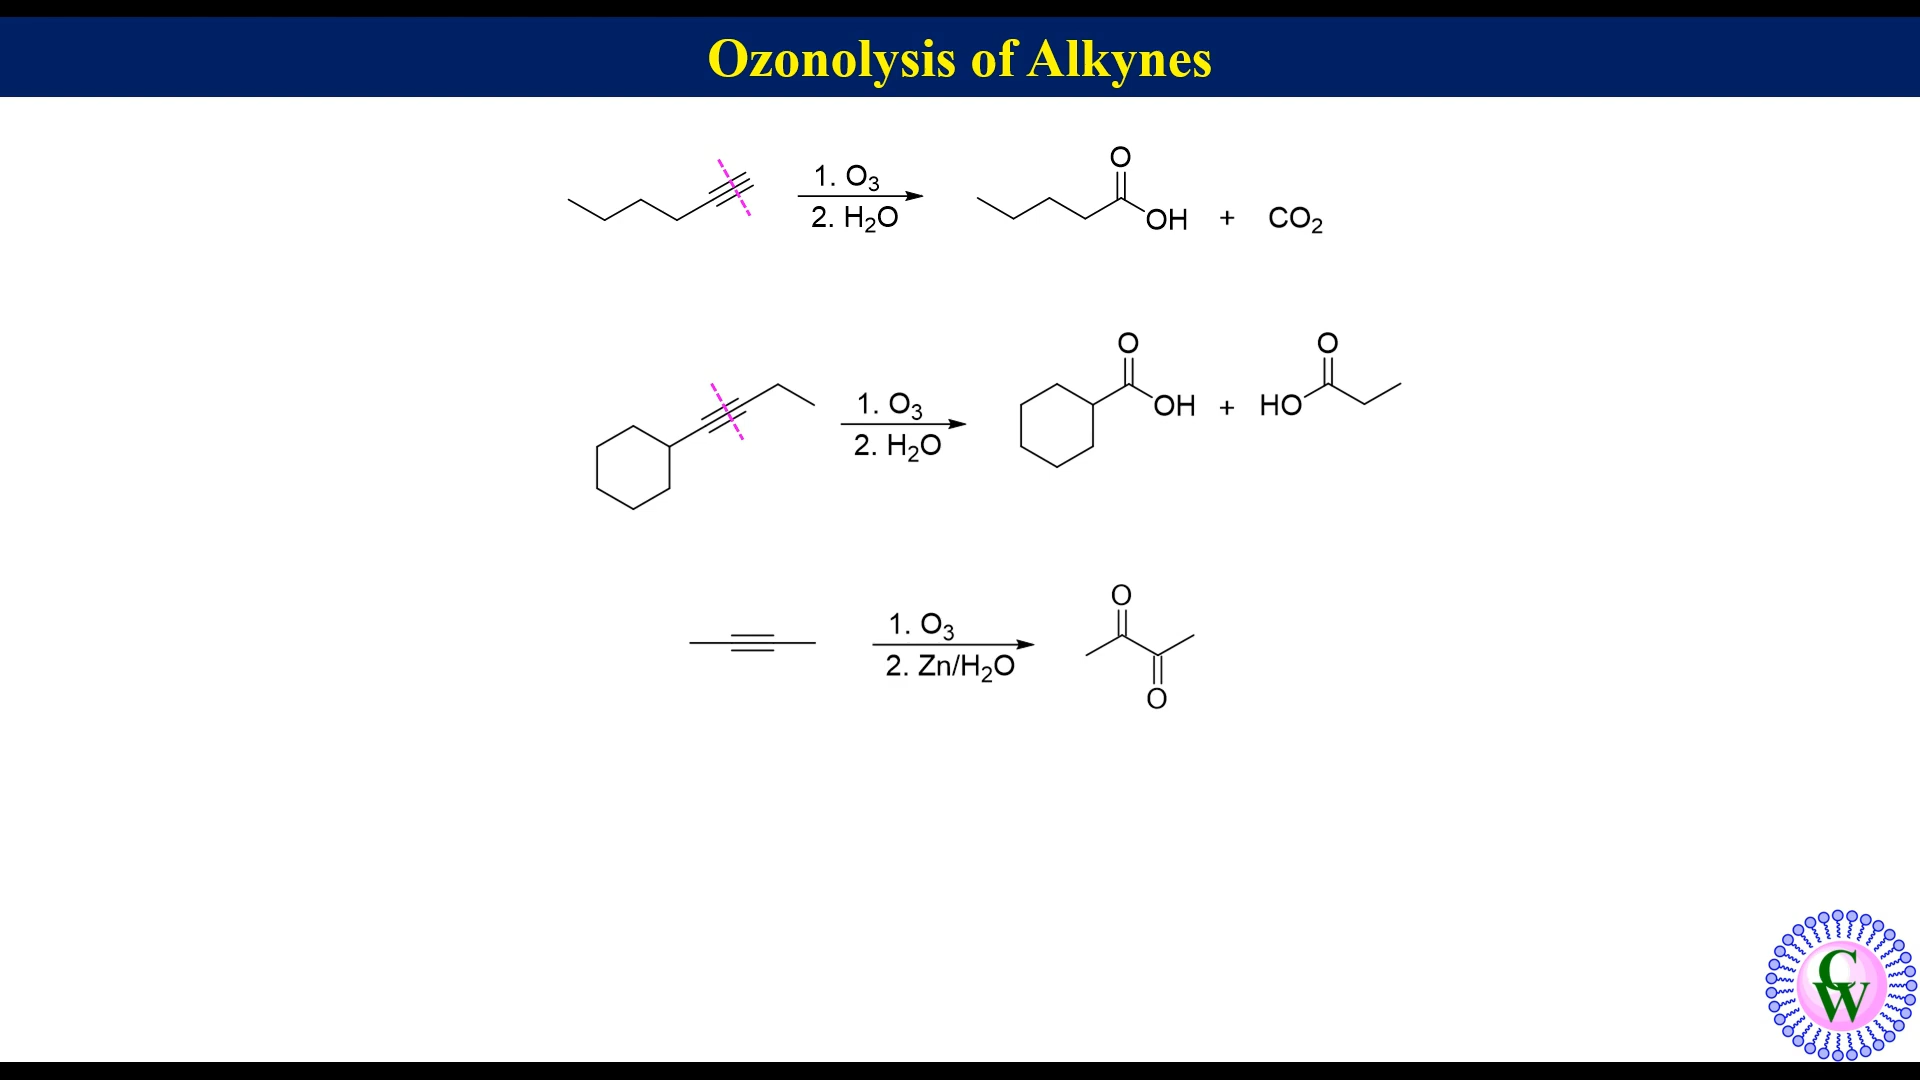 Ozonolysis of Alkynes
1. O₃
2. H₂O
O
OH + CO₂
1. O₃
2. H₂O
O
OH + HO
O
1. O₃
2. Zn/H₂O
O
O
CW